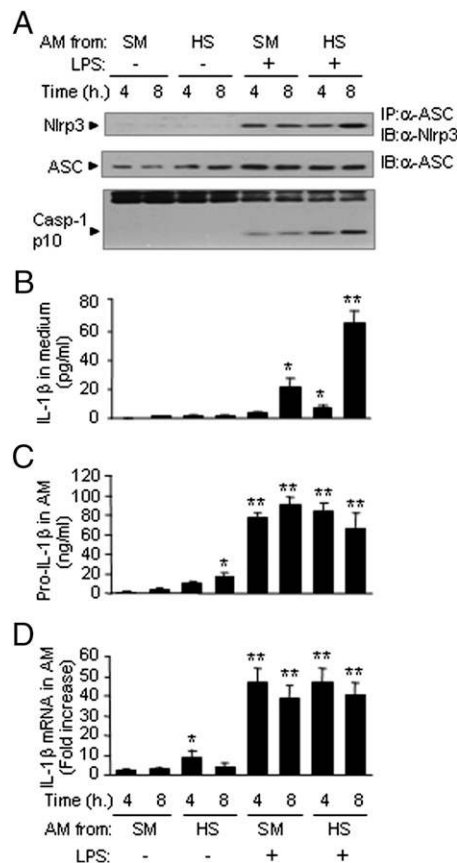 A
AM from: SM HS SM HS
LPS: - - + +
Time (h.) 4 8 4 8 4 8 4 8
Nlrp3 IP:α-ASC
IB:α-Nlrp3
ASC IB:α-ASC
Casp-1
p10
B
IL-1β in medium
(pg/ml)
80
60
40
20
0
* * **
C
Pro-IL-1β in AM
(ng/ml)
120
100
80
60
40
20
0
* ** ** ** **
D
IL-1β mRNA in AM
(Fold increase)
60
50
40
30
20
10
0
* ** ** ** **
Time (h.) 4 8 4 8 4 8 4 8
AM from: SM HS SM HS
LPS: - - + +